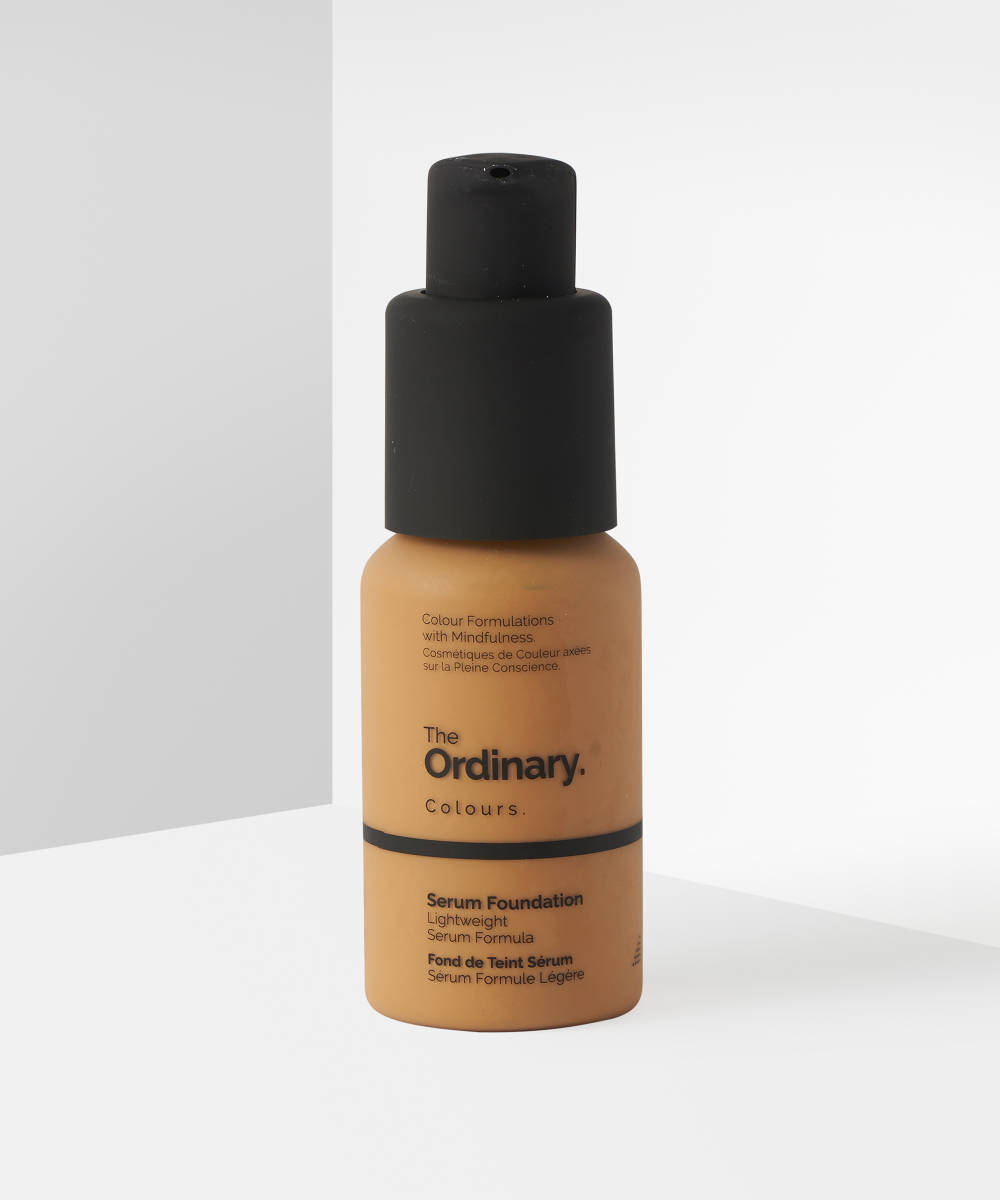 Colour Formulations
with Mindfulness.
Cosmétiques de Couleur axées
sur la Pleine Conscience.
The
Ordinary.
Colours.
Serum Foundation
Lightweight
Serum Formula
Fond de Teint Sérum
Sérum Formule Légère